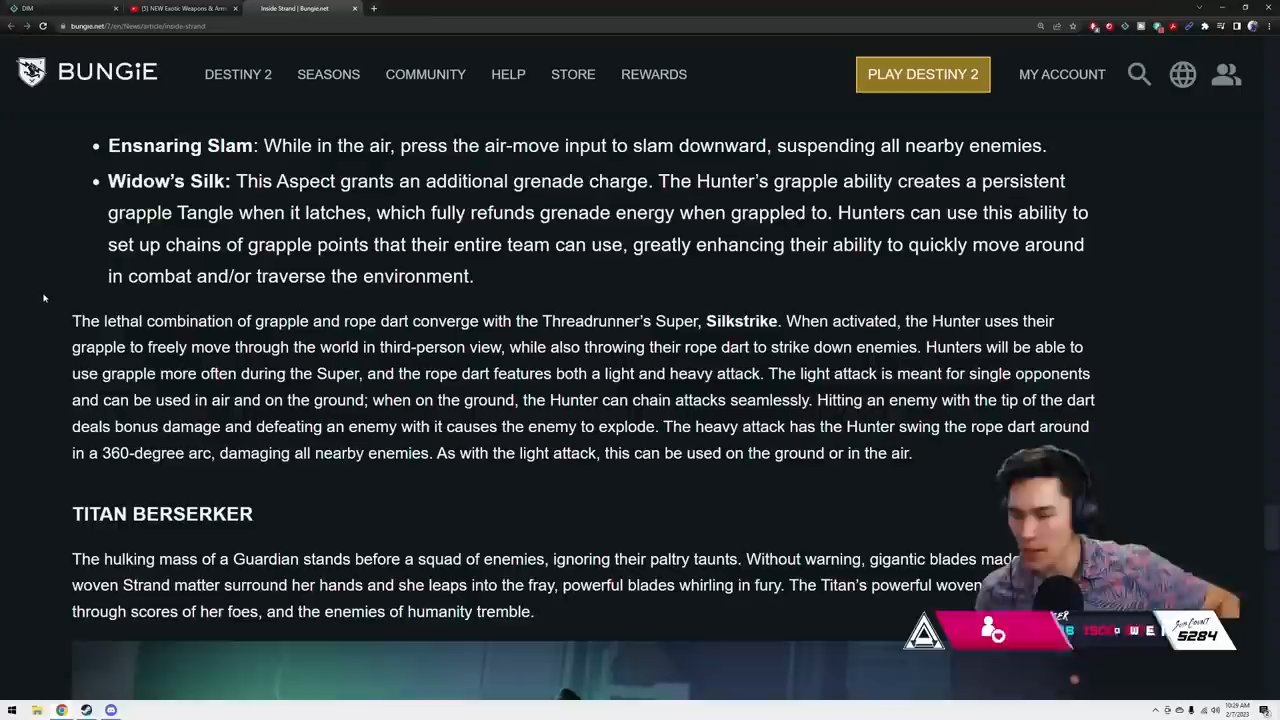 DIM
(5) NEW Exotic Weapons & Arm
Inside Strand | Bungie.net
bungie.net/7/en/News/article/inside-strand
BUNGiE
DESTINY 2
SEASONS
COMMUNITY
HELP
STORE
REWARDS
PLAY DESTINY 2
MY ACCOUNT
• Ensnaring Slam: While in the air, press the air-move input to slam downward, suspending all nearby enemies.
• Widow's Silk: This Aspect grants an additional grenade charge. The Hunter's grapple ability creates a persistent
grapple Tangle when it latches, which fully refunds grenade energy when grappled to. Hunters can use this ability to
set up chains of grapple points that their entire team can use, greatly enhancing their ability to quickly move around
in combat and/or traverse the environment.
The lethal combination of grapple and rope dart converge with the Threadrunner's Super, Silkstrike. When activated, the Hunter uses their
grapple to freely move through the world in third-person view, while also throwing their rope dart to strike down enemies. Hunters will be able to
use grapple more often during the Super, and the rope dart features both a light and heavy attack. The light attack is meant for single opponents
and can be used in air and on the ground; when on the ground, the Hunter can chain attacks seamlessly. Hitting an enemy with the tip of the dart
deals bonus damage and defeating an enemy with it causes the enemy to explode. The heavy attack has the Hunter swing the rope dart around
in a 360-degree arc, damaging all nearby enemies. As with the light attack, this can be used on the ground or in the air.
TITAN BERSERKER
The hulking mass of a Guardian stands before a squad of enemies, ignoring their paltry taunts. Without warning, gigantic blades mad
woven Strand matter surround her hands and she leaps into the fray, powerful blades whirling in fury. The Titan's powerful woven
through scores of her foes, and the enemies of humanity tremble.
SUB COUNT
5284
10:29 AM
2/7/2023